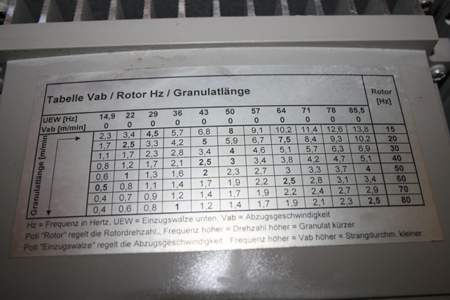 Tabelle Vab / Rotor Hz / Granulatlänge
UEW [Hz] 14,9 22 29 36 43 50 57 64 71 78 85,5 Rotor
Vab [m/min] 0 0 0 0 0 0 0 0 0 0 0 [Hz]
Granulatlänge [mm]
2,3 3,4 4,5 5,7 6,8 8 9,1 10,2 11,4 12,6 13,8 15
1,7 2,5 3,3 4,2 5 5,9 6,7 7,5 8,4 9,3 10,2 20
1,1 1,7 2,3 2,8 3,4 4 4,6 5,1 5,7 6,3 6,9 30
0,8 1,2 1,7 2,1 2,5 3 3,4 3,8 4,2 4,7 5,1 40
0,6 1 1,3 1,6 2 2,3 2,7 3 3,3 3,7 4 50
0,5 0,8 1,1 1,4 1,7 1,9 2,2 2,5 2,8 3,1 3,4 60
0,4 0,7 0,9 1,2 1,4 1,7 1,9 2,2 2,4 2,7 2,9 70
0,4 0,6 0,8 1 1,2 1,4 1,7 1,9 2,1 2,3 2,5 80
Hz = Frequenz in Hertz, UEW = Einzugswalze unten, Vab = Abzugsgeschwindigkeit
Poti "Rotor" regelt die Rotordrehzahl, Frequenz höher = Drehzahl höher = Granulat kürzer
Poti "Einzugswalze" regelt die Abzugsgeschwindigkeit, Frequenz höher = Vab höher = Strangdurchm. kleiner